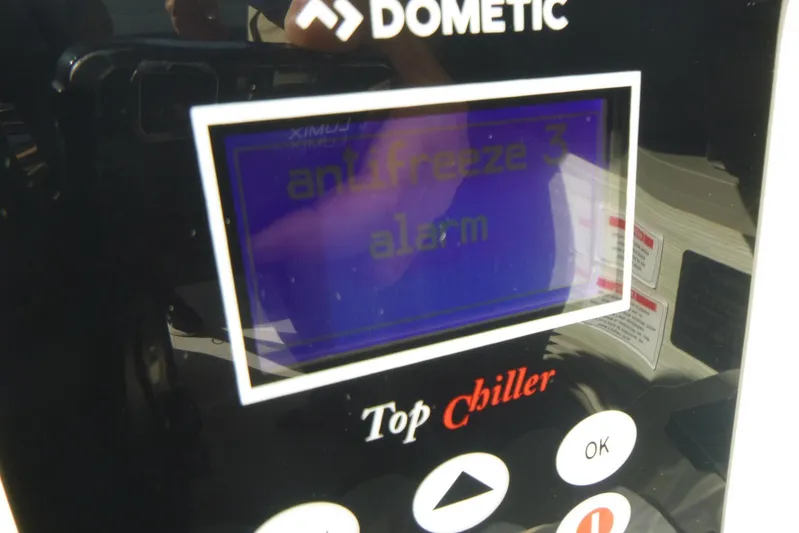 DOMETIC
antifreeze 3
alarm
Top Chiller
OK